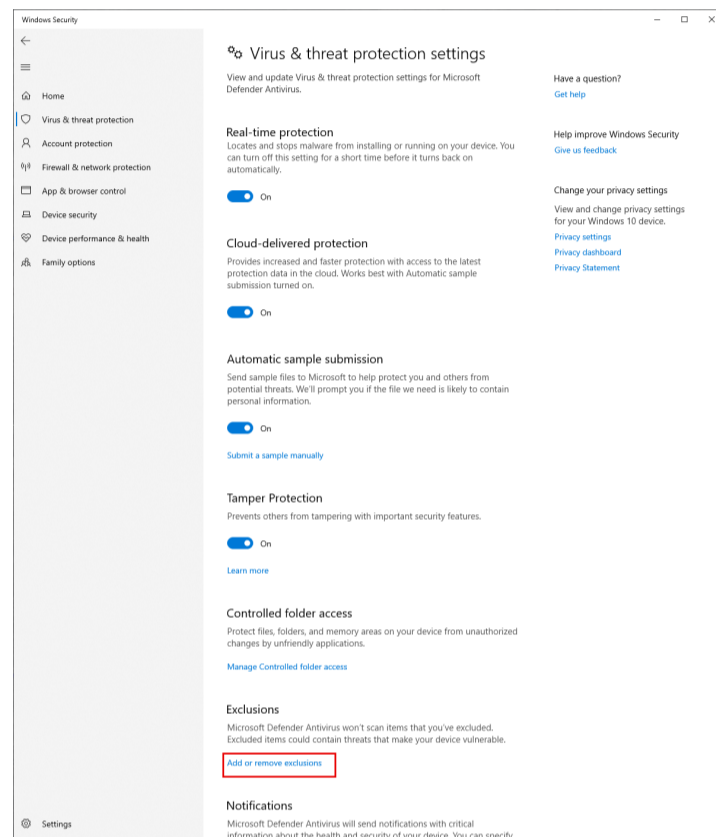 Windows Security
Home
Virus & threat protection
Account protection
Firewall & network protection
App & browser control
Device security
Device performance & health
Family options
Settings
Virus & threat protection settings
View and update Virus & threat protection settings for Microsoft
Defender Antivirus.
Real-time protection
Locates and stops malware from installing or running on your device. You
can turn off this setting for a short time before it turns back on
automatically.
On
Cloud-delivered protection
Provides increased and faster protection with access to the latest
protection data in the cloud. Works best with Automatic sample
submission turned on.
On
Automatic sample submission
Send sample files to Microsoft to help protect you and others from
potential threats. We'll prompt you if the file we need is likely to contain
personal information.
On
Submit a sample manually
Tamper Protection
Prevents others from tampering with important security features.
On
Learn more
Controlled folder access
Protect files, folders, and memory areas on your device from unauthorized
changes by unfriendly applications.
Manage Controlled folder access
Exclusions
Microsoft Defender Antivirus won't scan items that you've excluded.
Excluded items could contain threats that make your device vulnerable.
Add or remove exclusions
Notifications
Microsoft Defender Antivirus will send notifications with critical
information about the health and security of your device. You can specify
Have a question?
Get help
Help improve Windows Security
Give us feedback
Change your privacy settings
View and change privacy settings
for your Windows 10 device.
Privacy settings
Privacy dashboard
Privacy Statement